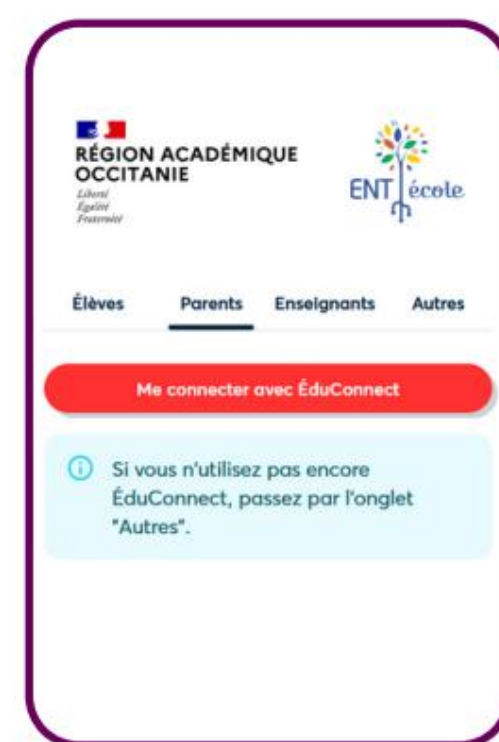 RÉGION ACADÉMIQUE
OCCITANIE
Liberté
Égalité
Fraternité
ENT école
Élèves Parents Enseignants Autres
Me connecter avec ÉduConnect
Si vous n'utilisez pas encore
ÉduConnect, passez par l'onglet
"Autres".